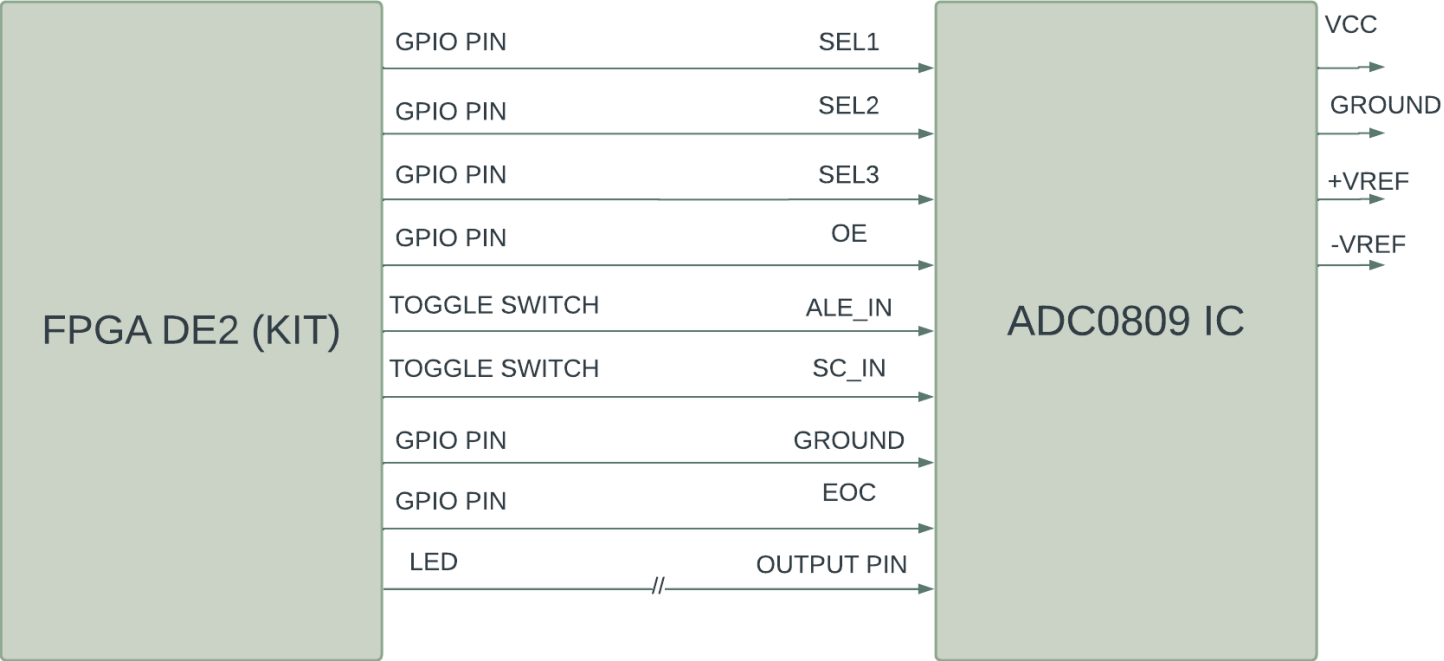 FPGA DE2 (KIT)
GPIO PIN SEL1
GPIO PIN SEL2
GPIO PIN SEL3
GPIO PIN OE
TOGGLE SWITCH ALE_IN
TOGGLE SWITCH SC_IN
GPIO PIN GROUND
GPIO PIN EOC
LED // OUTPUT PIN
ADC0809 IC
VCC
GROUND
+VREF
-VREF